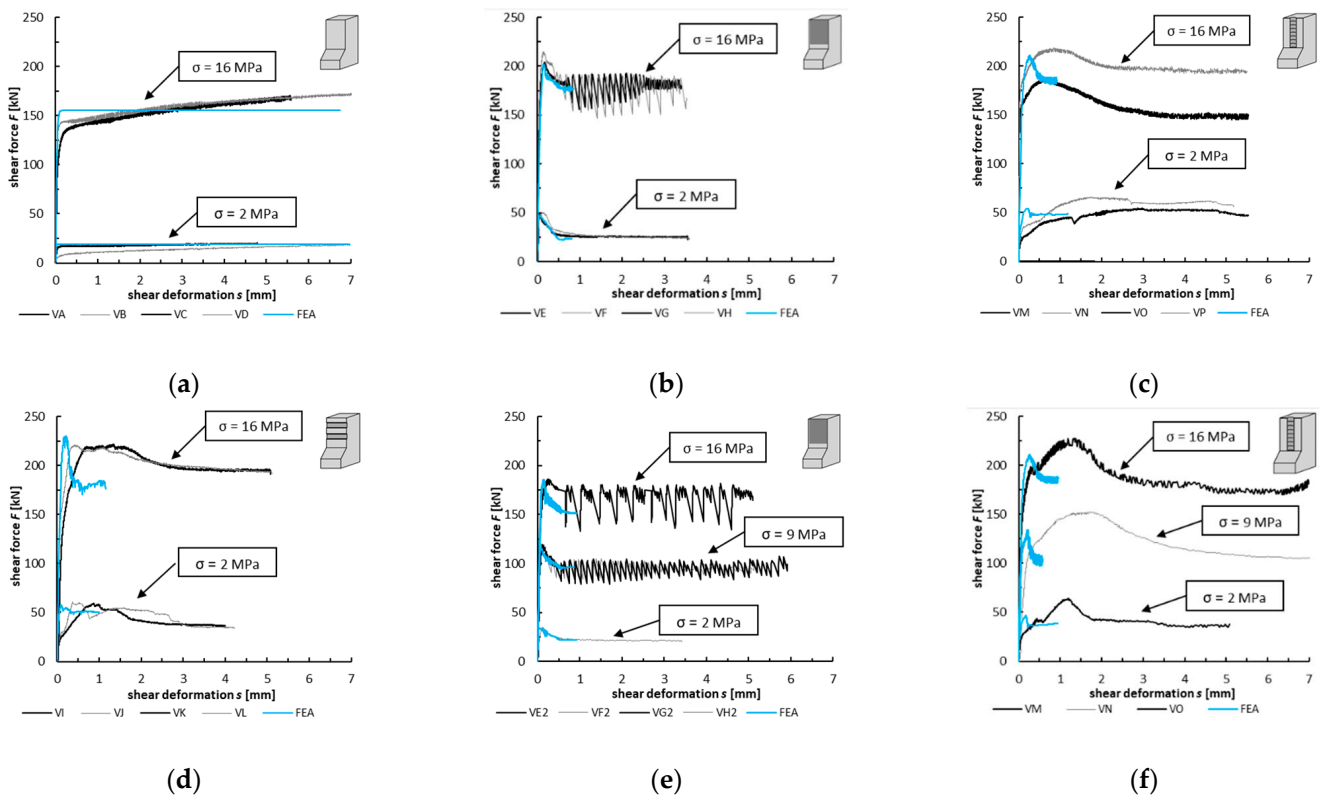 250
200
150
100
50
0
shear force F [kN]
σ = 16 MPa
σ = 2 MPa
0 1 2 3 4 5 6 7
shear deformation s [mm]
VA VB VC VD FEA
(a)
250
200
150
100
50
0
shear force F [kN]
σ = 16 MPa
σ = 2 MPa
0 1 2 3 4 5 6 7
shear deformation s [mm]
VE VF VG VH FEA
(b)
250
200
150
100
50
0
shear force F [kN]
σ = 16 MPa
σ = 2 MPa
0 1 2 3 4 5 6 7
shear deformation s [mm]
VM VN VO VP FEA
(c)
250
200
150
100
50
0
shear force F [kN]
σ = 16 MPa
σ = 2 MPa
0 1 2 3 4 5 6 7
shear deformation s [mm]
VI VJ VK VL FEA
(d)
250
200
150
100
50
0
shear force F [kN]
σ = 16 MPa
σ = 9 MPa
σ = 2 MPa
0 1 2 3 4 5 6 7
shear deformation s [mm]
VE2 VF2 VG2 VH2 FEA
(e)
250
200
150
100
50
0
shear force F [kN]
σ = 16 MPa
σ = 9 MPa
σ = 2 MPa
0 1 2 3 4 5 6 7
shear deformation s [mm]
VM VN VO FEA
(f)